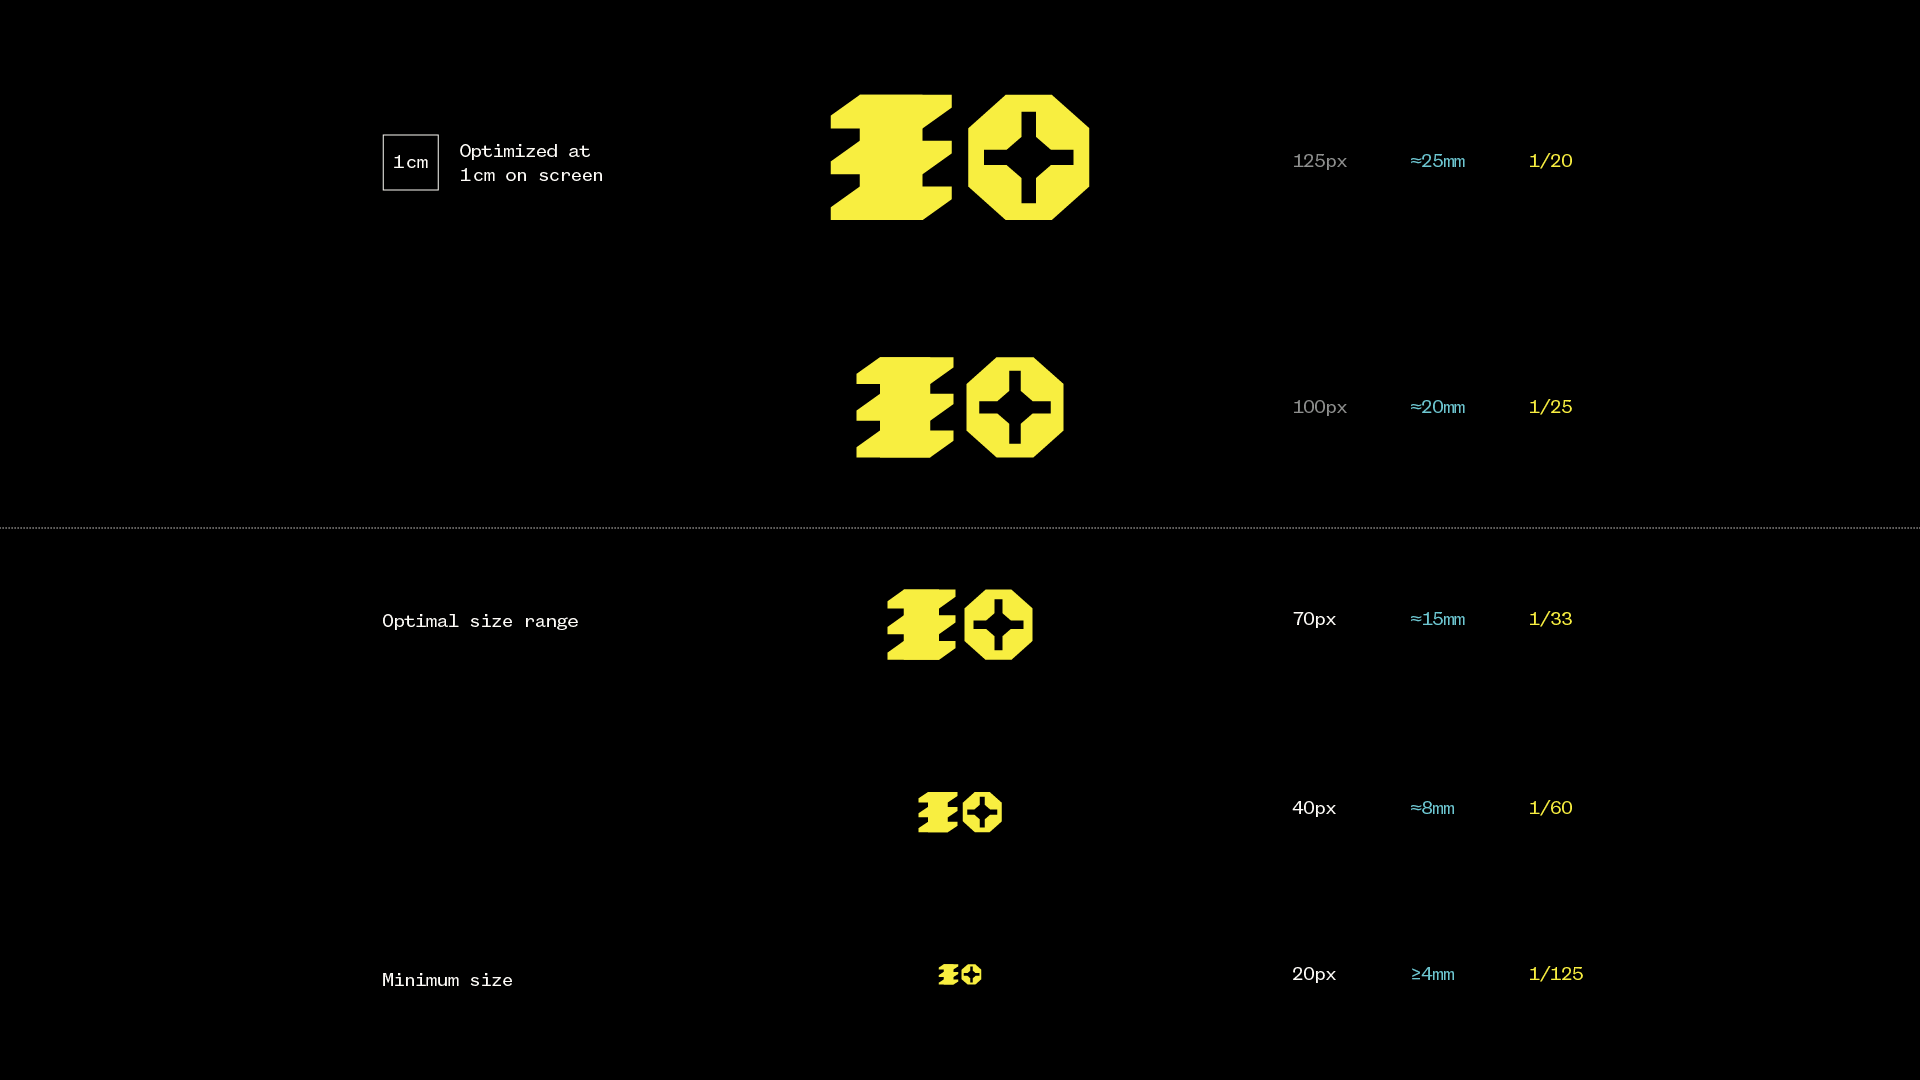 1cm
Optimized at
1cm on screen
125px ≈25mm 1/20
100px ≈20mm 1/25
Optimal size range
70px ≈15mm 1/33
40px ≈8mm 1/60
Minimum size
20px ≥4mm 1/125